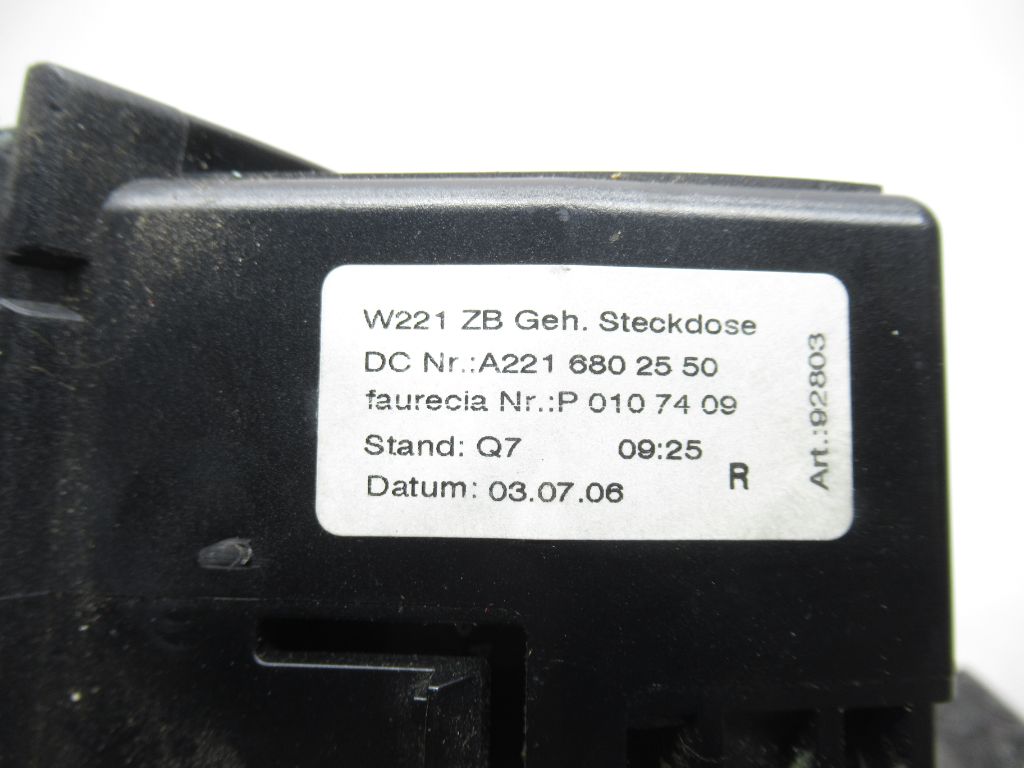 W221 ZB Geh. Steckdose
DC Nr.:A221 680 25 50
faurecia Nr.:P 010 74 09
Stand: Q7 09:25
Datum: 03.07.06
R
Art.:92803